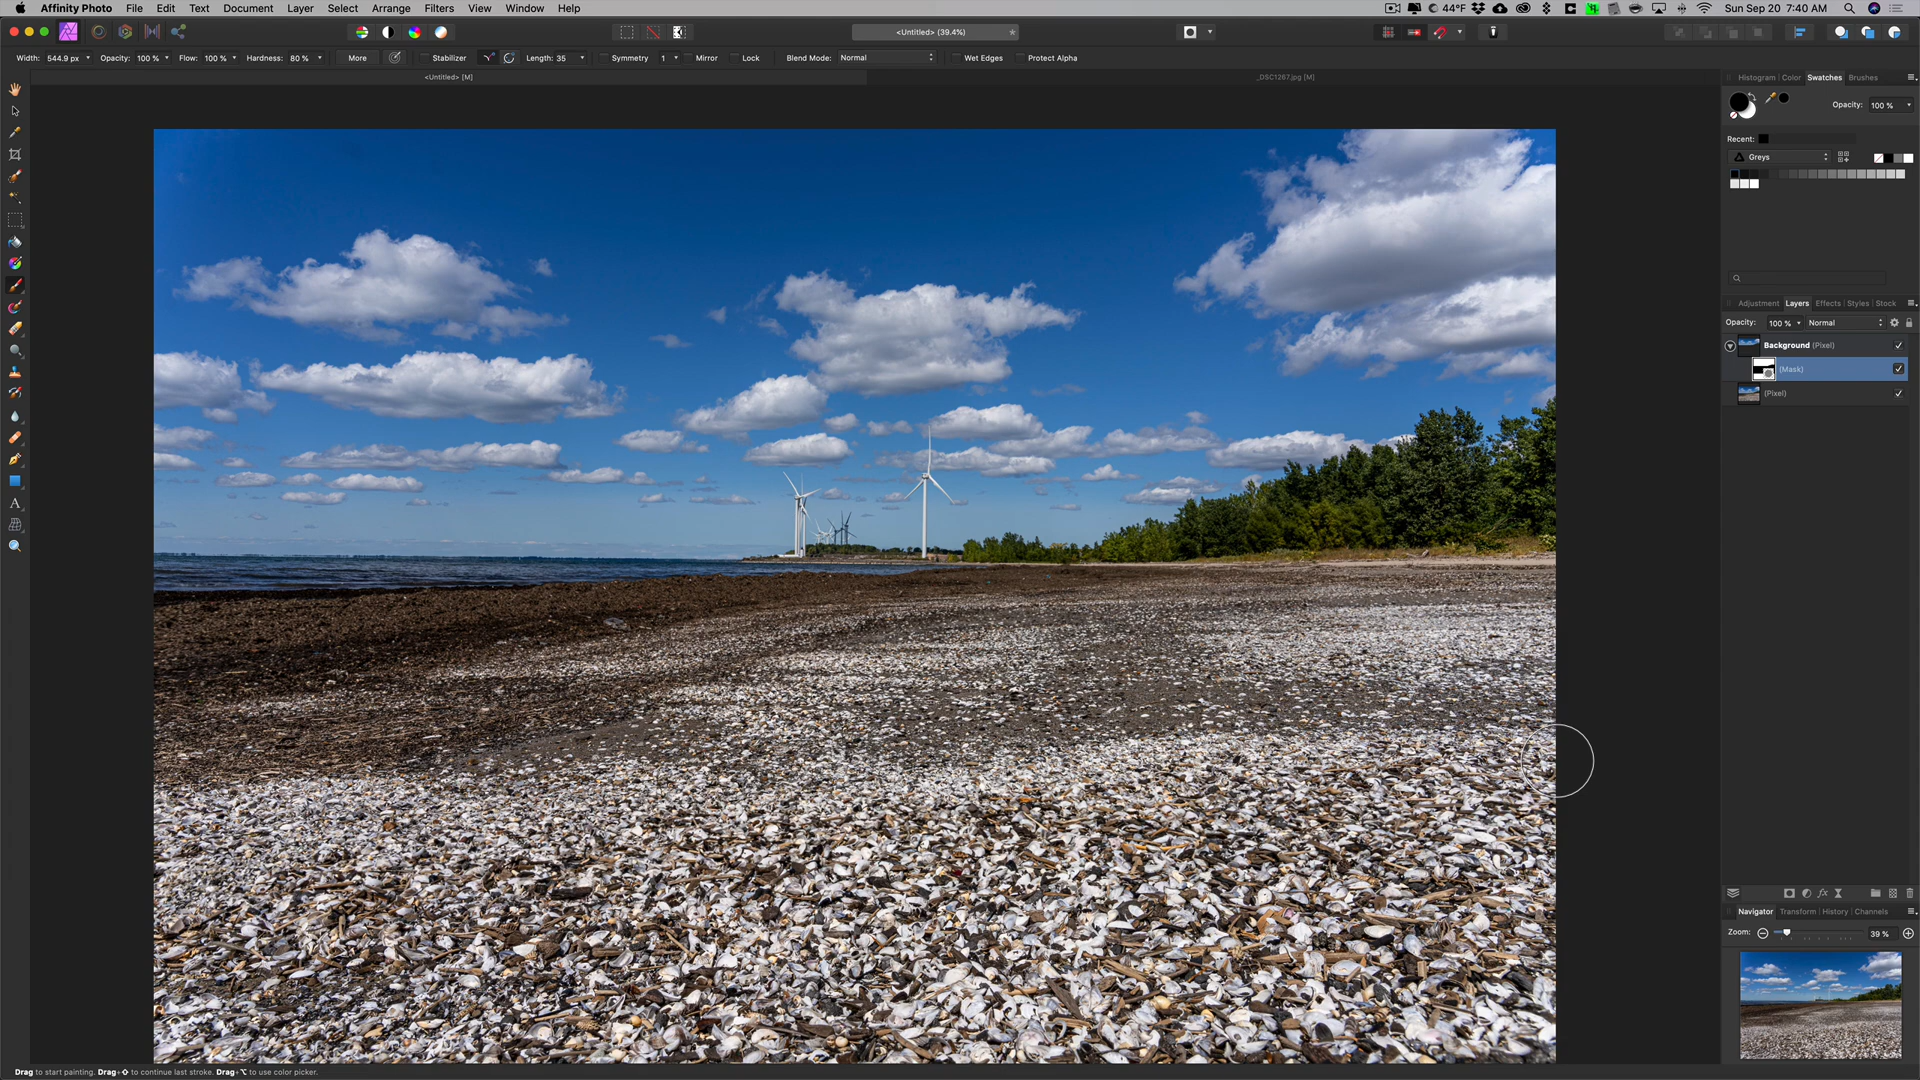 Affinity Photo File Edit Text Document Layer Select Arrange Filters View Window Help 44°F Sun Sep 20 7:40 AM
<Untitled> (39.4%)
Width: 544.9 px Opacity: 100 % Flow: 100 % Hardness: 80 % More Stabilizer Length: 35 Symmetry 1 Mirror Lock Blend Mode: Normal Wet Edges Protect Alpha
<Untitled> [M] _DSC1267.jpg [M]
Histogram Color Swatches Brushes
Opacity: 100 %
Recent:
Greys
Adjustment Layers Effects Styles Stock
Opacity: 100 % Normal
Background (Pixel)
(Mask)
(Pixel)
Navigator Transform History Channels
Zoom: 39 %
Drag to start painting. Drag+⇧ to continue last stroke. Drag+⌥ to use color picker.